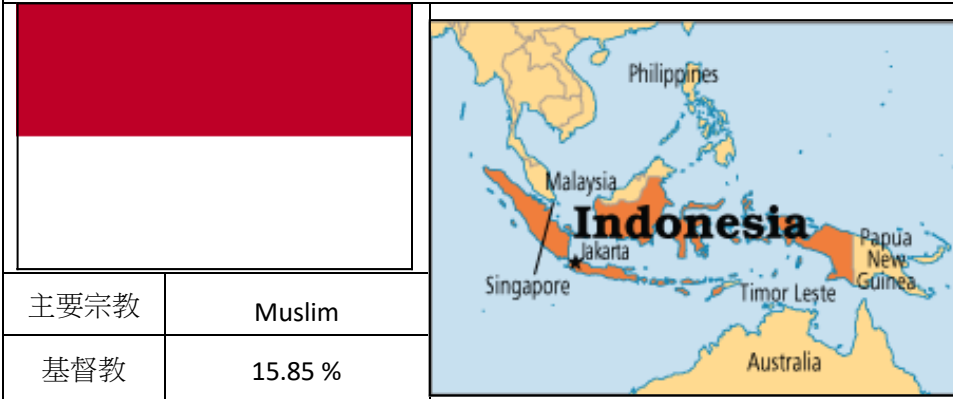 主要宗教
Muslim
基督教
15.85 %
Philippines
Malaysia
Indonesia
Jakarta
Singapore
Papua
New
Guinea
Timor Leste
Australia